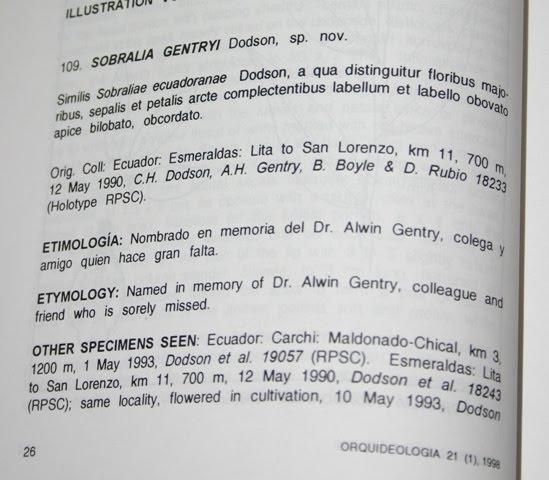 ILLUSTRATION
109. SOBRALIA GENTRYI Dodson, sp. nov.
Similis Sobraliae ecuadoranae Dodson, a qua distinguitur floribus majo-
ribus, sepalis et petalis arcte complectentibus labellum et labello obovato
apice bilobato, obcordato.
Orig. Coll: Ecuador: Esmeraldas: Lita to San Lorenzo, km 11, 700 m,
12 May 1990, C.H. Dodson, A.H. Gentry, B. Boyle & D. Rubio 18233
(Holotype RPSC).
ETIMOLOGÍA: Nombrado en memoria del Dr. Alwin Gentry, colega y
amigo quien hace gran falta.
ETYMOLOGY: Named in memory of Dr. Alwin Gentry, colleague and
friend who is sorely missed.
OTHER SPECIMENS SEEN: Ecuador: Carchi: Maldonado-Chical, km 3,
1200 m, 1 May 1993, Dodson et al. 19057 (RPSC). Esmeraldas: Lita
to San Lorenzo, km 11, 700 m, 12 May 1990, Dodson et al. 18243
(RPSC); same locality, flowered in cultivation, 10 May 1993, Dodson
26
ORQUIDEOLOGIA 21 (1), 1998